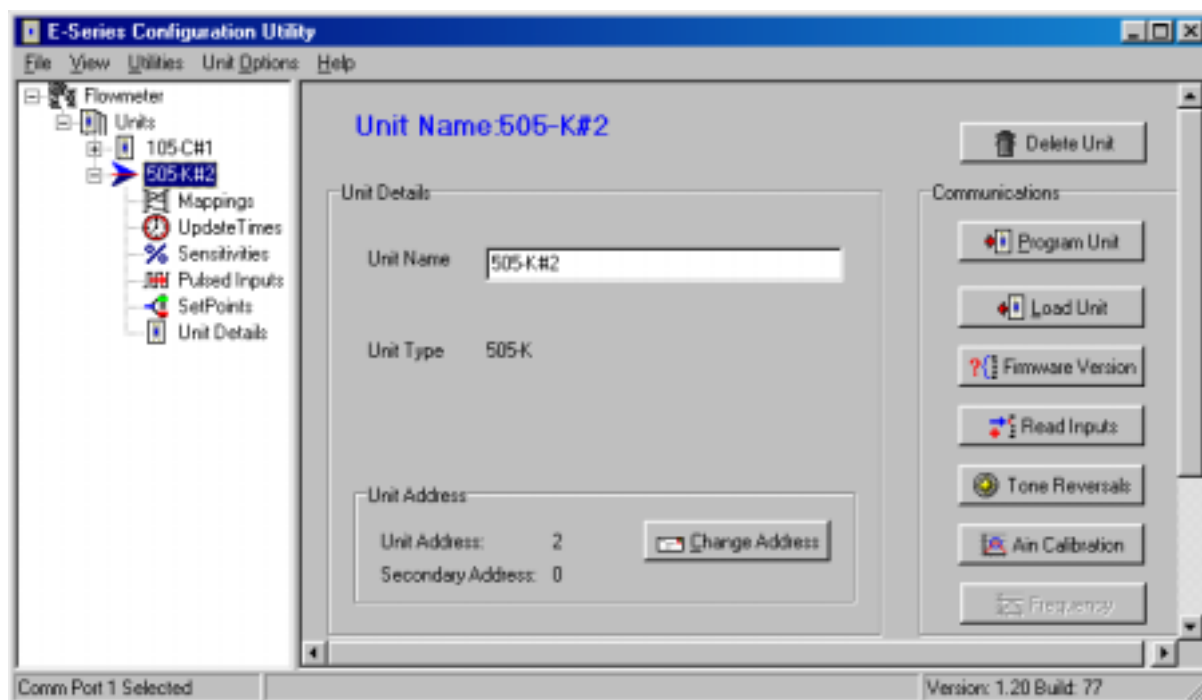 E-Series Configuration Utility
File View Utilities Unit Options Help
Flowmeter
Units
105-C#1
505-K#2
Mappings
UpdateTimes
Sensitivities
Pulsed Inputs
SetPoints
Unit Details
Unit Name:505-K#2
Delete Unit
Unit Details
Unit Name
505-K#2
Unit Type
505-K
Unit Address
Unit Address: 2
Secondary Address: 0
Change Address
Communications
Program Unit
Load Unit
Firmware Version
Read Inputs
Tone Reversals
Ain Calibration
Frequency
Comm Port 1 Selected
Version: 1.20 Build: 77